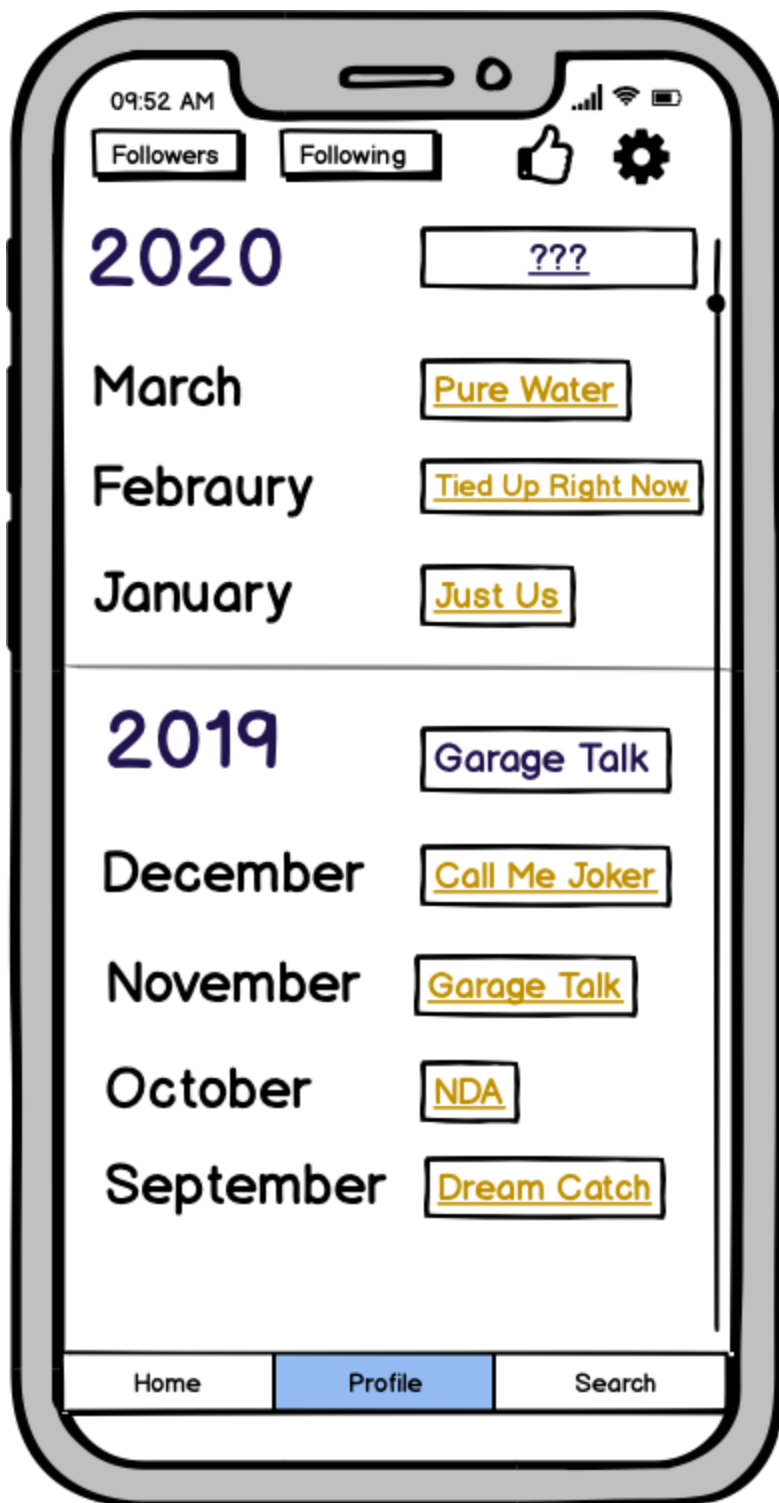 09:52 AM
Followers Following
2020 ???
March Pure Water
Febraury Tied Up Right Now
January Just Us
2019 Garage Talk
December Call Me Joker
November Garage Talk
October NDA
September Dream Catch
Home Profile Search